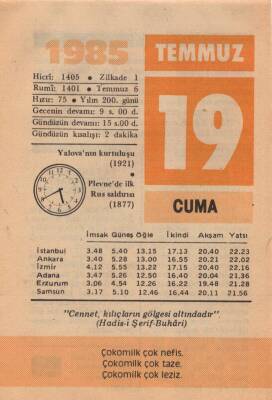 1985
TEMMUZ
Hicrî: 1405 • Zilkade 1
Rumî: 1401 • Temmuz 6
Hızır: 75 • Yılın 200. günü
Gecenin devamı: 9 s. 00 d.
Gündüzün devamı: 15 s.00 d.
Gündüzün kısalışı: 2 dakika
19
CUMA
Yalova'nın kurtuluşu
(1921)
•
Plevne'de ilk
Rus saldırısı
(1877)
İmsak Güneş Öğle İkindi Akşam Yatsı
İstanbul 3.48 5.40 13.15 17.13 20.40 22,23
Ankara 3.40 5.28 13.00 16,55 20.21 22,02
İzmir 4.12 5.55 13.22 17.15 20.40 22,16
Adana 3.47 5.26 12.50 16.40 20.04 21.36
Erzurum 3.06 4.54 12.26 16.22 19.48 21.28
Samsun 3.17 5.10 12.46 16,44 20.11 21,56
"Cennet, kılıçların gölgesi altındadır".
(Hadis-i Şerif-Buhârî)
Çokomilk çok nefis.
Çokomilk çok taze.
Çokomilk çok leziz.